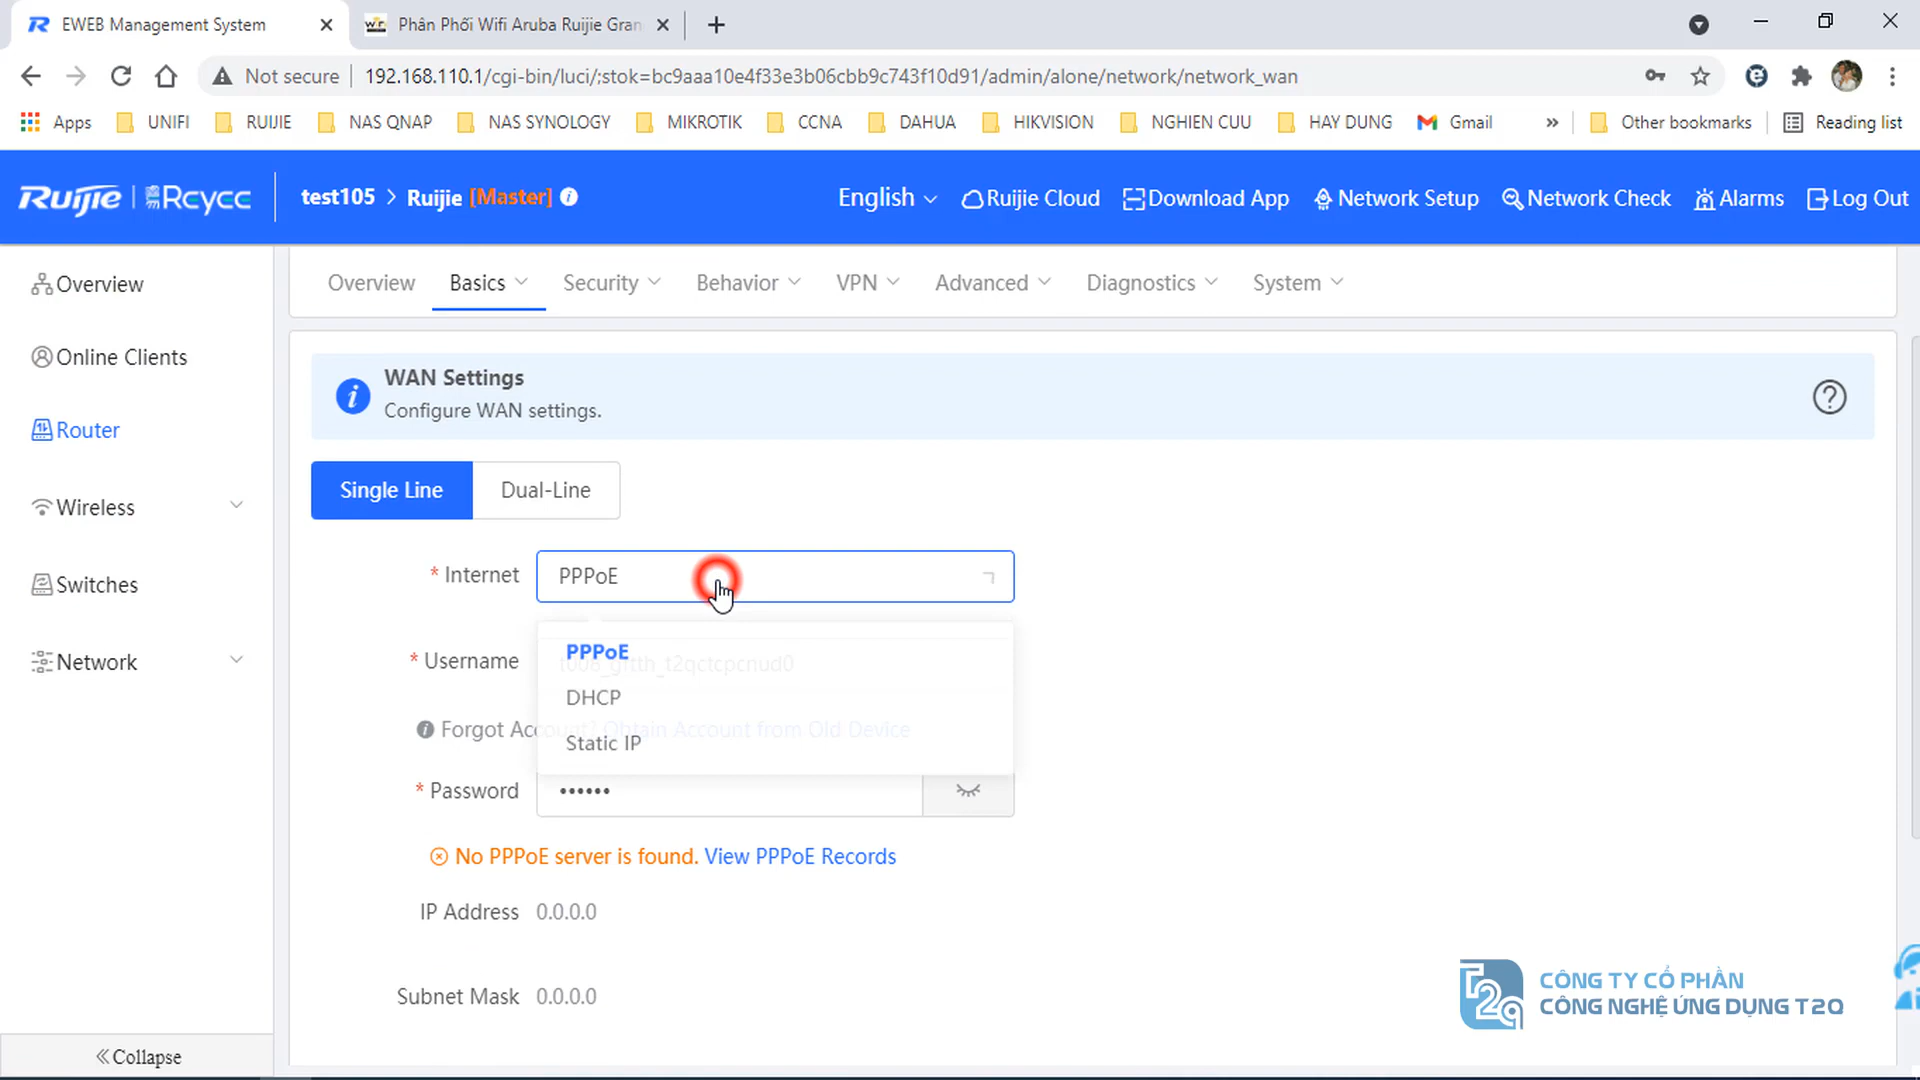 EWEB Management System
Phân Phối Wifi Aruba Ruijie Gran
Not secure
192.168.110.1/cgi-bin/luci/;stok=bc9aaa10e4f33e3b06cbb9c743f10d91/admin/alone/network/network_wan
Apps
UNIFI
RUIJIE
NAS QNAP
NAS SYNOLOGY
MIKROTIK
CCNA
DAHUA
HIKVISION
NGHIEN CUU
HAY DUNG
Gmail
»
Other bookmarks
Reading list
Ruijie | Reyee
test105 > Ruijie [Master]
English
Ruijie Cloud
Download App
Network Setup
Network Check
Alarms
Log Out
Overview
Online Clients
Router
Wireless
Switches
Network
Collapse
Overview
Basics
Security
Behavior
VPN
Advanced
Diagnostics
System
WAN Settings
Configure WAN settings.
Single Line
Dual-Line
* Internet
PPPoE
PPPoE
DHCP
Static IP
* Username
Forgot Account? Obtain Account from Old Device
* Password
••••••
No PPPoE server is found. View PPPoE Records
IP Address 0.0.0.0
Subnet Mask 0.0.0.0
T2Q
CÔNG TY CỔ PHẦN
CÔNG NGHỆ ỨNG DỤNG T2Q